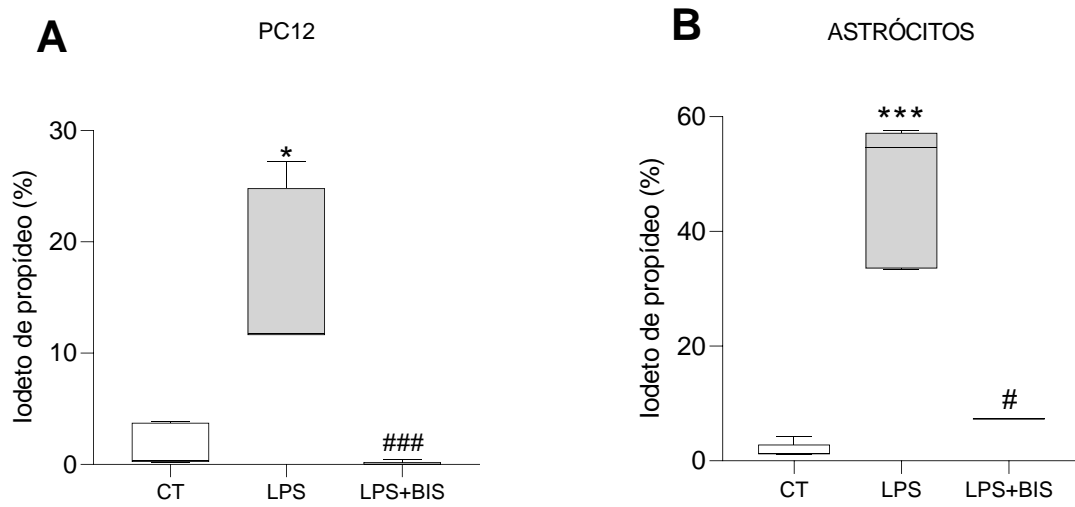 A
PC12
Iodeto de propídeo (%)
30
20
10
0
*
###
CT
LPS
LPS+BIS
B
ASTRÓCITOS
Iodeto de propídeo (%)
60
40
20
0
***
#
CT
LPS
LPS+BIS